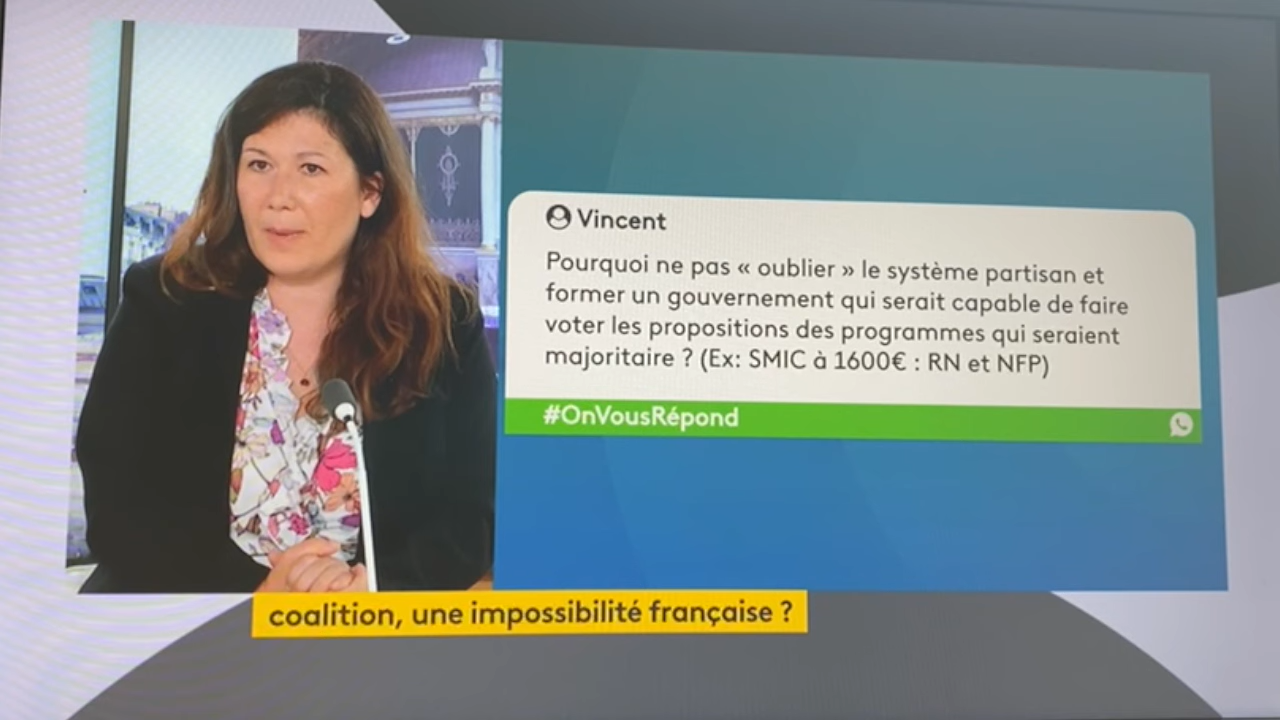 Vincent
Pourquoi ne pas « oublier » le système partisan et
former un gouvernement qui serait capable de faire
voter les propositions des programmes qui seraient
majoritaire ? (Ex: SMIC à 1600€ : RN et NFP)
#OnVousRépond
coalition, une impossibilité française ?